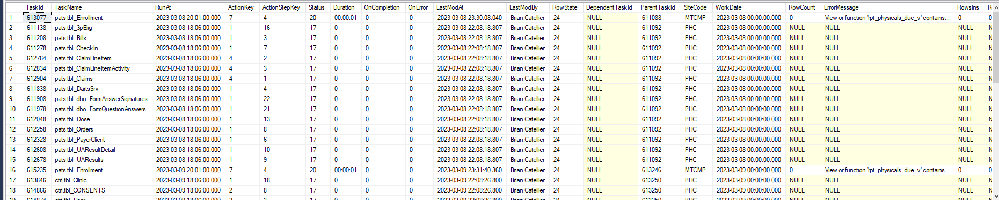 TaskId TaskName RunAt ActionKey ActionStepKey Status Duration OnCompletion OnError LastModAt LastModBy RowState DependentTaskId ParentTaskId SiteCode WorkDate RowCount ErrorMessage RowsIns R
1 613077 pats.tbl_Enrollment 2023-03-08 20:01:00.000 7 4 20 00:00:01 0 0 2023-03-08 23:30:08.040 Brian.Catellier 24 NULL 611088 MTCMP 2023-03-08 00:00:00.000 0 View or function 'rpt_physicals_due_v' contains... 0 0
2 611138 pats.tbl_3pElig 2023-03-08 18:06:00.000 1 16 17 0 0 0 2023-03-08 22:08:18.807 Brian.Catellier 24 NULL 611092 PHC 2023-03-08 00:00:00.000 NULL NULL NULL N
3 611208 pats.tbl_Bills 2023-03-08 18:06:00.000 1 3 17 0 0 0 2023-03-08 22:08:18.807 Brian.Catellier 24 NULL 611092 PHC 2023-03-08 00:00:00.000 NULL NULL NULL N
4 611278 pats.tbl_CheckIn 2023-03-08 18:06:00.000 1 7 17 0 0 0 2023-03-08 22:08:18.807 Brian.Catellier 24 NULL 611092 PHC 2023-03-08 00:00:00.000 NULL NULL NULL N
5 612764 pats.tbl_ClaimLineItem 2023-03-08 18:06:00.000 4 2 17 0 0 0 2023-03-08 22:08:18.807 Brian.Catellier 24 NULL 611092 PHC 2023-03-08 00:00:00.000 NULL NULL NULL N
6 612834 pats.tbl_ClaimLineItemActivity 2023-03-08 18:06:00.000 4 3 17 0 0 0 2023-03-08 22:08:18.807 Brian.Catellier 24 NULL 611092 PHC 2023-03-08 00:00:00.000 NULL NULL NULL N
7 612904 pats.tbl_Claims 2023-03-08 18:06:00.000 4 1 17 0 0 0 2023-03-08 22:08:18.807 Brian.Catellier 24 NULL 611092 PHC 2023-03-08 00:00:00.000 NULL NULL NULL N
8 611838 pats.tbl_DartsSrv 2023-03-08 18:06:00.000 1 4 17 0 0 0 2023-03-08 22:08:18.807 Brian.Catellier 24 NULL 611092 PHC 2023-03-08 00:00:00.000 NULL NULL NULL N
9 611908 pats.tbl_dbo_FormAnswerSignatures 2023-03-08 18:06:00.000 1 22 17 0 0 0 2023-03-08 22:08:18.807 Brian.Catellier 24 NULL 611092 PHC 2023-03-08 00:00:00.000 NULL NULL NULL N
10 611978 pats.tbl_dbo_FormQuestionAnswers 2023-03-08 18:06:00.000 1 21 17 0 0 0 2023-03-08 22:08:18.807 Brian.Catellier 24 NULL 611092 PHC 2023-03-08 00:00:00.000 NULL NULL NULL N
11 612048 pats.tbl_Dose 2023-03-08 18:06:00.000 1 13 17 0 0 0 2023-03-08 22:08:18.807 Brian.Catellier 24 NULL 611092 PHC 2023-03-08 00:00:00.000 NULL NULL NULL N
12 612258 pats.tbl_Orders 2023-03-08 18:06:00.000 1 8 17 0 0 0 2023-03-08 22:08:18.807 Brian.Catellier 24 NULL 611092 PHC 2023-03-08 00:00:00.000 NULL NULL NULL N
13 612328 pats.tbl_PayerClient 2023-03-08 18:06:00.000 1 6 17 0 0 0 2023-03-08 22:08:18.807 Brian.Catellier 24 NULL 611092 PHC 2023-03-08 00:00:00.000 NULL NULL NULL N
14 612608 pats.tbl_UAResultDetail 2023-03-08 18:06:00.000 1 10 17 0 0 0 2023-03-08 22:08:18.807 Brian.Catellier 24 NULL 611092 PHC 2023-03-08 00:00:00.000 NULL NULL NULL N
15 612678 pats.tbl_UAResults 2023-03-08 18:06:00.000 1 9 17 0 0 0 2023-03-08 22:08:18.807 Brian.Catellier 24 NULL 611092 PHC 2023-03-08 00:00:00.000 NULL NULL NULL N
16 615235 pats.tbl_Enrollment 2023-03-09 20:01:00.000 7 4 20 00:00:01 0 0 2023-03-09 23:31:40.360 Brian.Catellier 24 NULL 613246 MTCMP 2023-03-09 00:00:00.000 0 View or function 'rpt_physicals_due_v' contains... 0 0
17 613646 ctrl.tbl_Clinic 2023-03-09 18:06:00.000 1 18 17 0 0 0 2023-03-09 22:08:26.800 Brian.Catellier 24 NULL 613250 PHC 2023-03-09 00:00:00.000 NULL NULL NULL N
18 614866 ctrl.tbl_CONSENTS 2023-03-09 18:06:00.000 2 8 17 0 0 0 2023-03-09 22:08:26.800 Brian.Catellier 24 NULL 613250 PHC 2023-03-09 00:00:00.000 NULL NULL NULL N